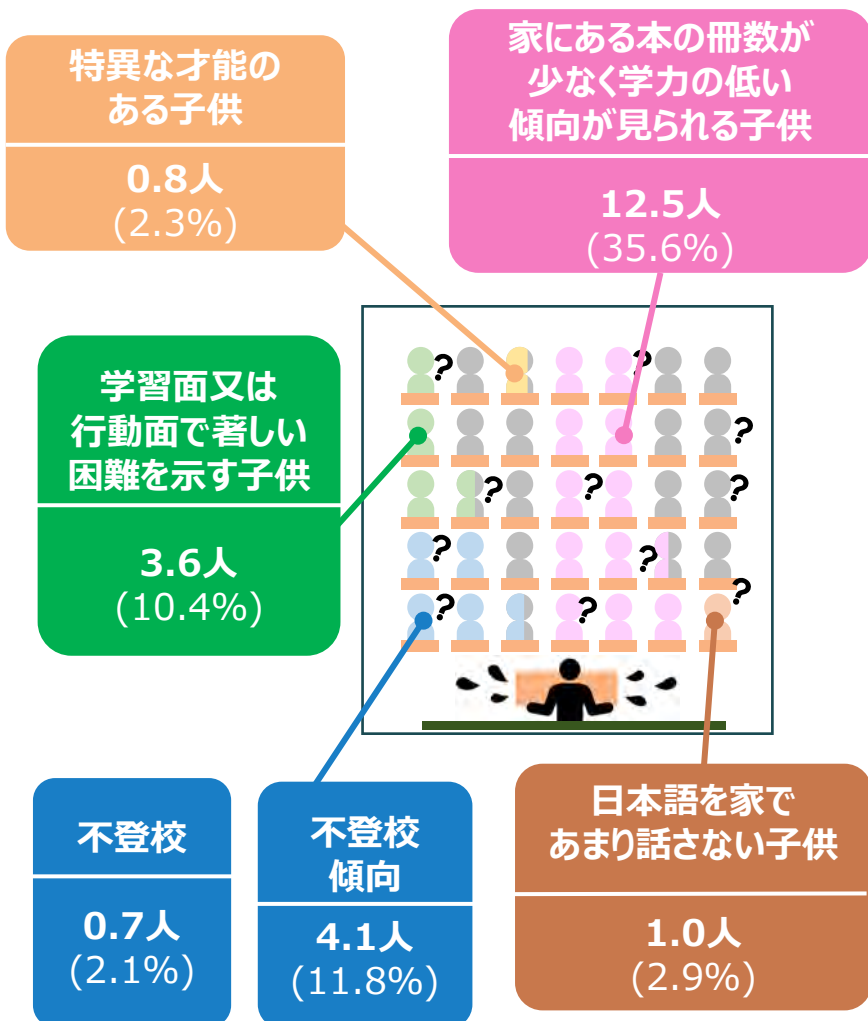 特異な才能の
ある子供
0.8人
(2.3%)
家にある本の冊数が
少なく学力の低い
傾向が見られる子供
12.5人
(35.6%)
学習面又は
行動面で著しい
困難を示す子供
3.6人
(10.4%)
?
?
?
?
?
?
?
?
?
?
?
?
不登校
0.7人
(2.1%)
不登校
傾向
4.1人
(11.8%)
日本語を家で
あまり話さない子供
1.0人
(2.9%)